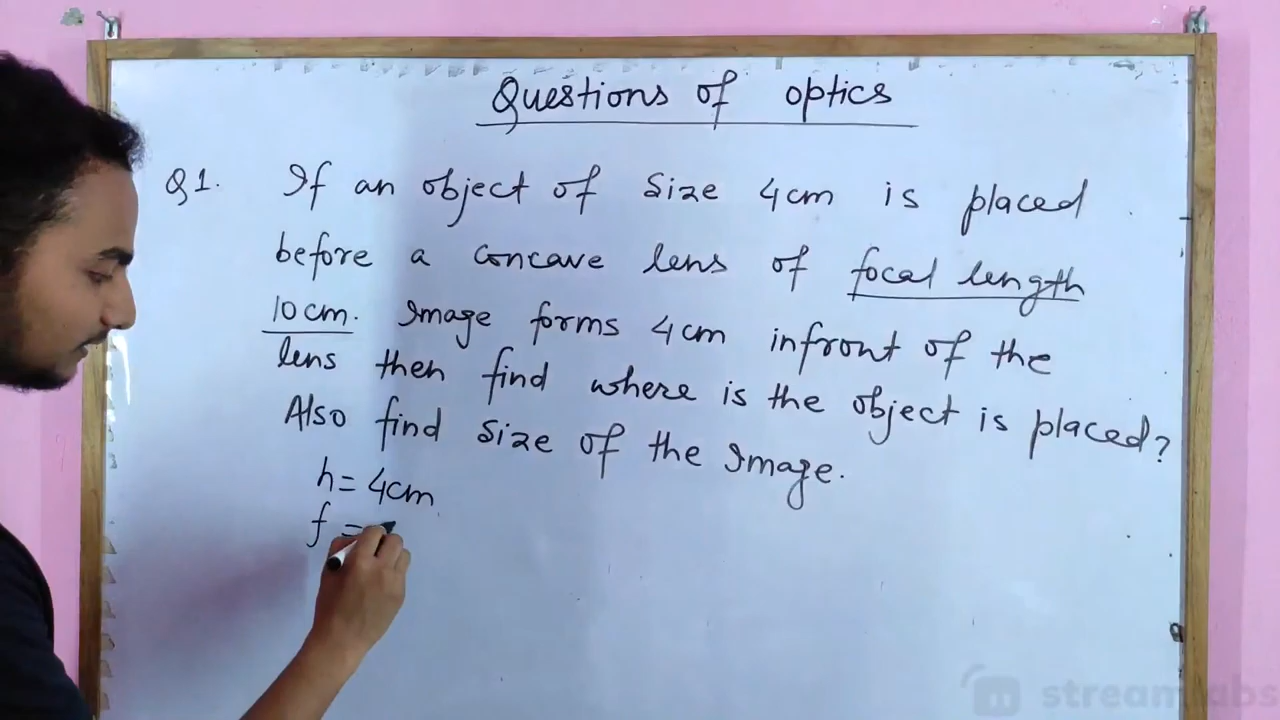 Questions of optics
Q1. If an object of size 4cm is placed
before a concave lens of focal length
10cm. Image forms 4cm infront of the
lens then find where is the object is placed?
Also find size of the Image.
h = 4cm
f =
streamlabs